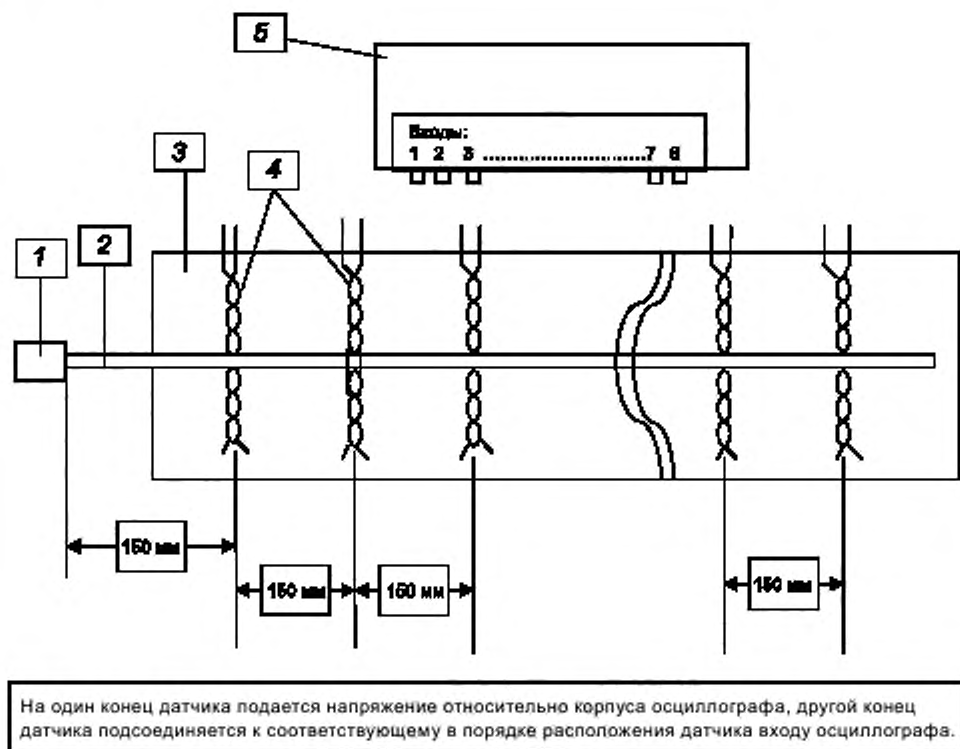 5
Входы:
1 2 3 ........................................7 8
3
4
1
2
150 мм
150 мм
150 мм
150 мм
На один конец датчика подается напряжение относительно корпуса осциллографа, другой конец
датчика подсоединяется к соответствующему в порядке расположения датчика входу осциллографа.